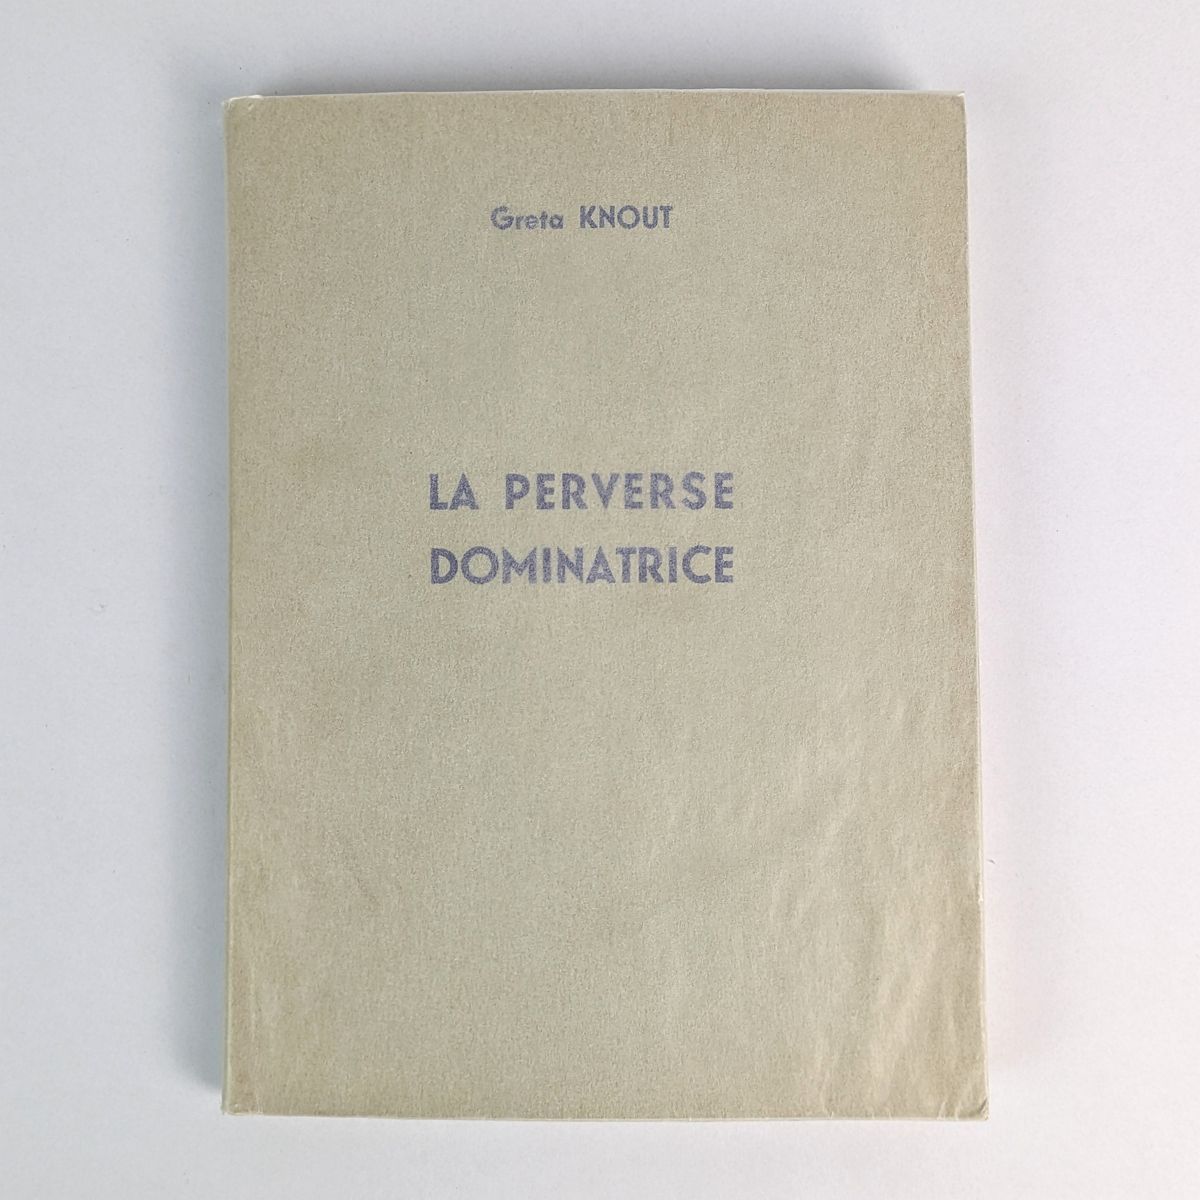 Greta KNOUT
LA PERVERSE
DOMINATRICE